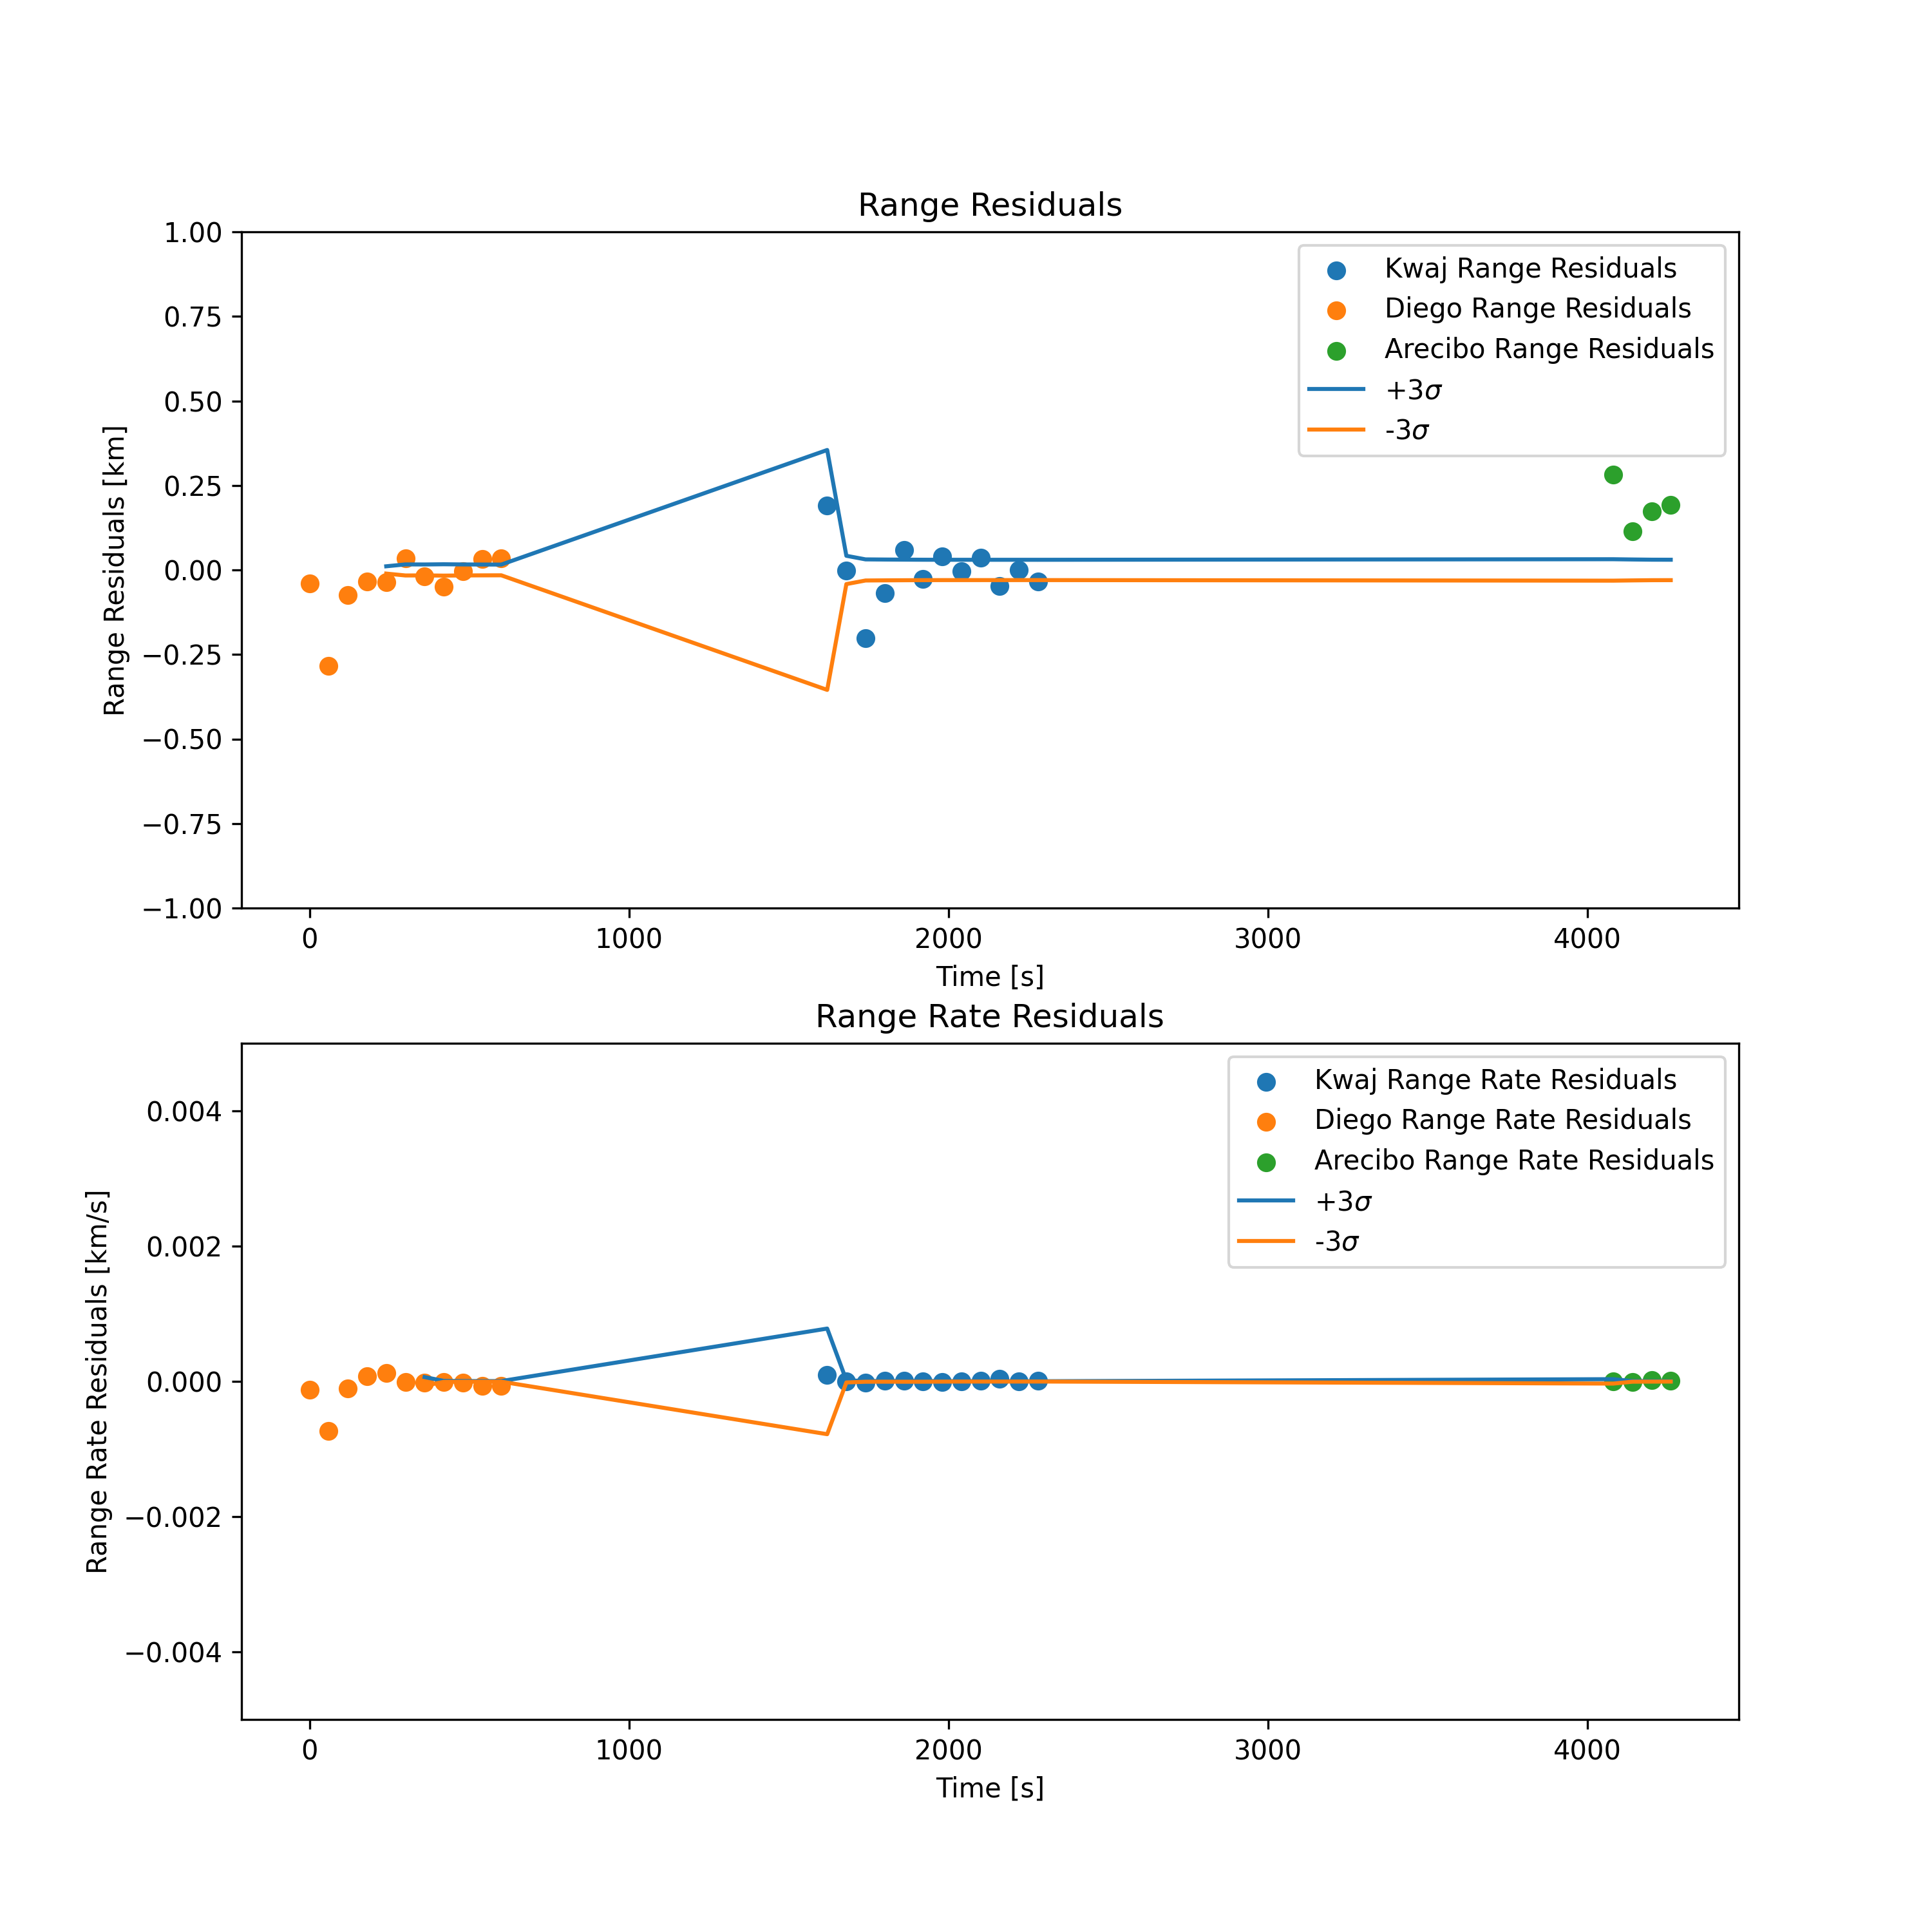 Range Residuals
1.00
0.75
0.50
0.25
0.00
−0.25
−0.50
−0.75
−1.00
Range Residuals [km]
Kwaj Range Residuals
Diego Range Residuals
Arecibo Range Residuals
+3σ
-3σ
0 1000 2000 3000 4000
Time [s]
Range Rate Residuals
0.004
0.002
0.000
−0.002
−0.004
Range Rate Residuals [km/s]
Kwaj Range Rate Residuals
Diego Range Rate Residuals
Arecibo Range Rate Residuals
+3σ
-3σ
0 1000 2000 3000 4000
Time [s]